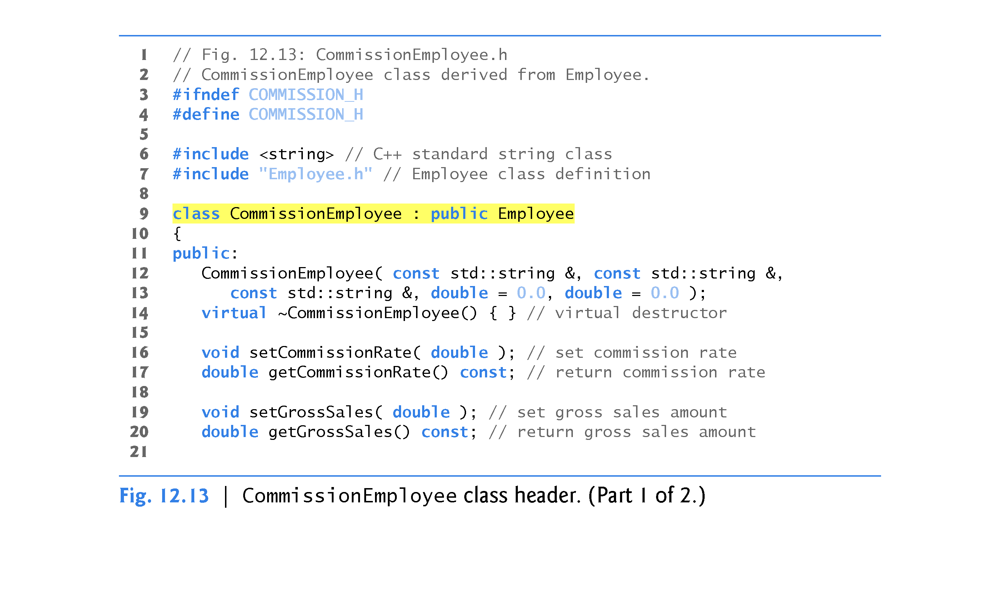 1 // Fig. 12.13: CommissionEmployee.h
2 // CommissionEmployee class derived from Employee.
3 #ifndef COMMISSION_H
4 #define COMMISSION_H
5
6 #include <string> // C++ standard string class
7 #include "Employee.h" // Employee class definition
8
9 class CommissionEmployee : public Employee
10 {
11 public:
12 CommissionEmployee( const std::string &, const std::string &,
13 const std::string &, double = 0.0, double = 0.0 );
14 virtual ~CommissionEmployee() { } // virtual destructor
15
16 void setCommissionRate( double ); // set commission rate
17 double getCommissionRate() const; // return commission rate
18
19 void setGrossSales( double ); // set gross sales amount
20 double getGrossSales() const; // return gross sales amount
21
Fig. 12.13 | CommissionEmployee class header. (Part 1 of 2.)